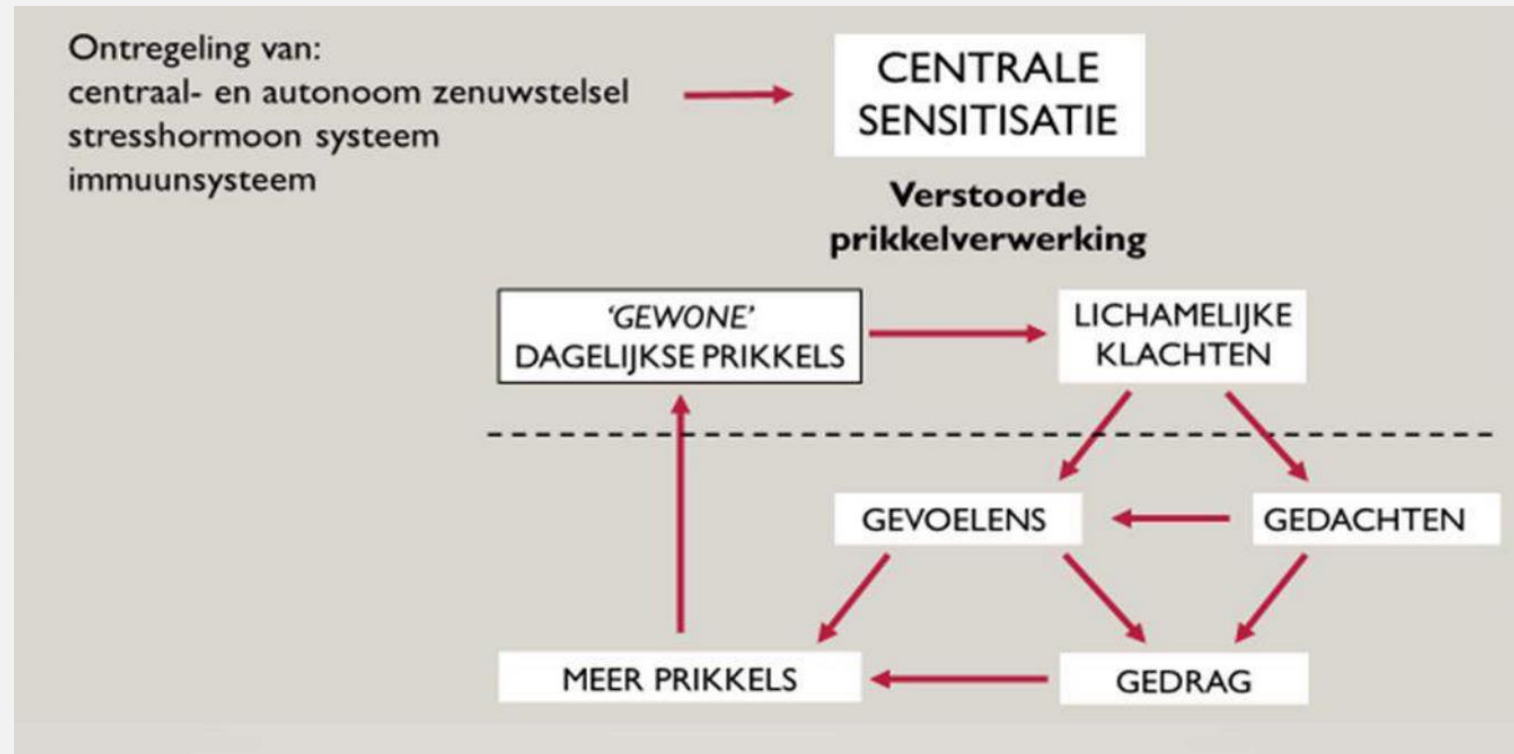 Ontregeling van:
centraal- en autonoom zenuwstelsel
stresshormoon systeem
immuunsysteem
CENTRALE
SENSITISATIE
Verstoorde
prikkelverwerking
‘GEWONE’
DAGELIJKSE PRIKKELS
LICHAMELIJKE
KLACHTEN
GEVOELENS
GEDACHTEN
MEER PRIKKELS
GEDRAG